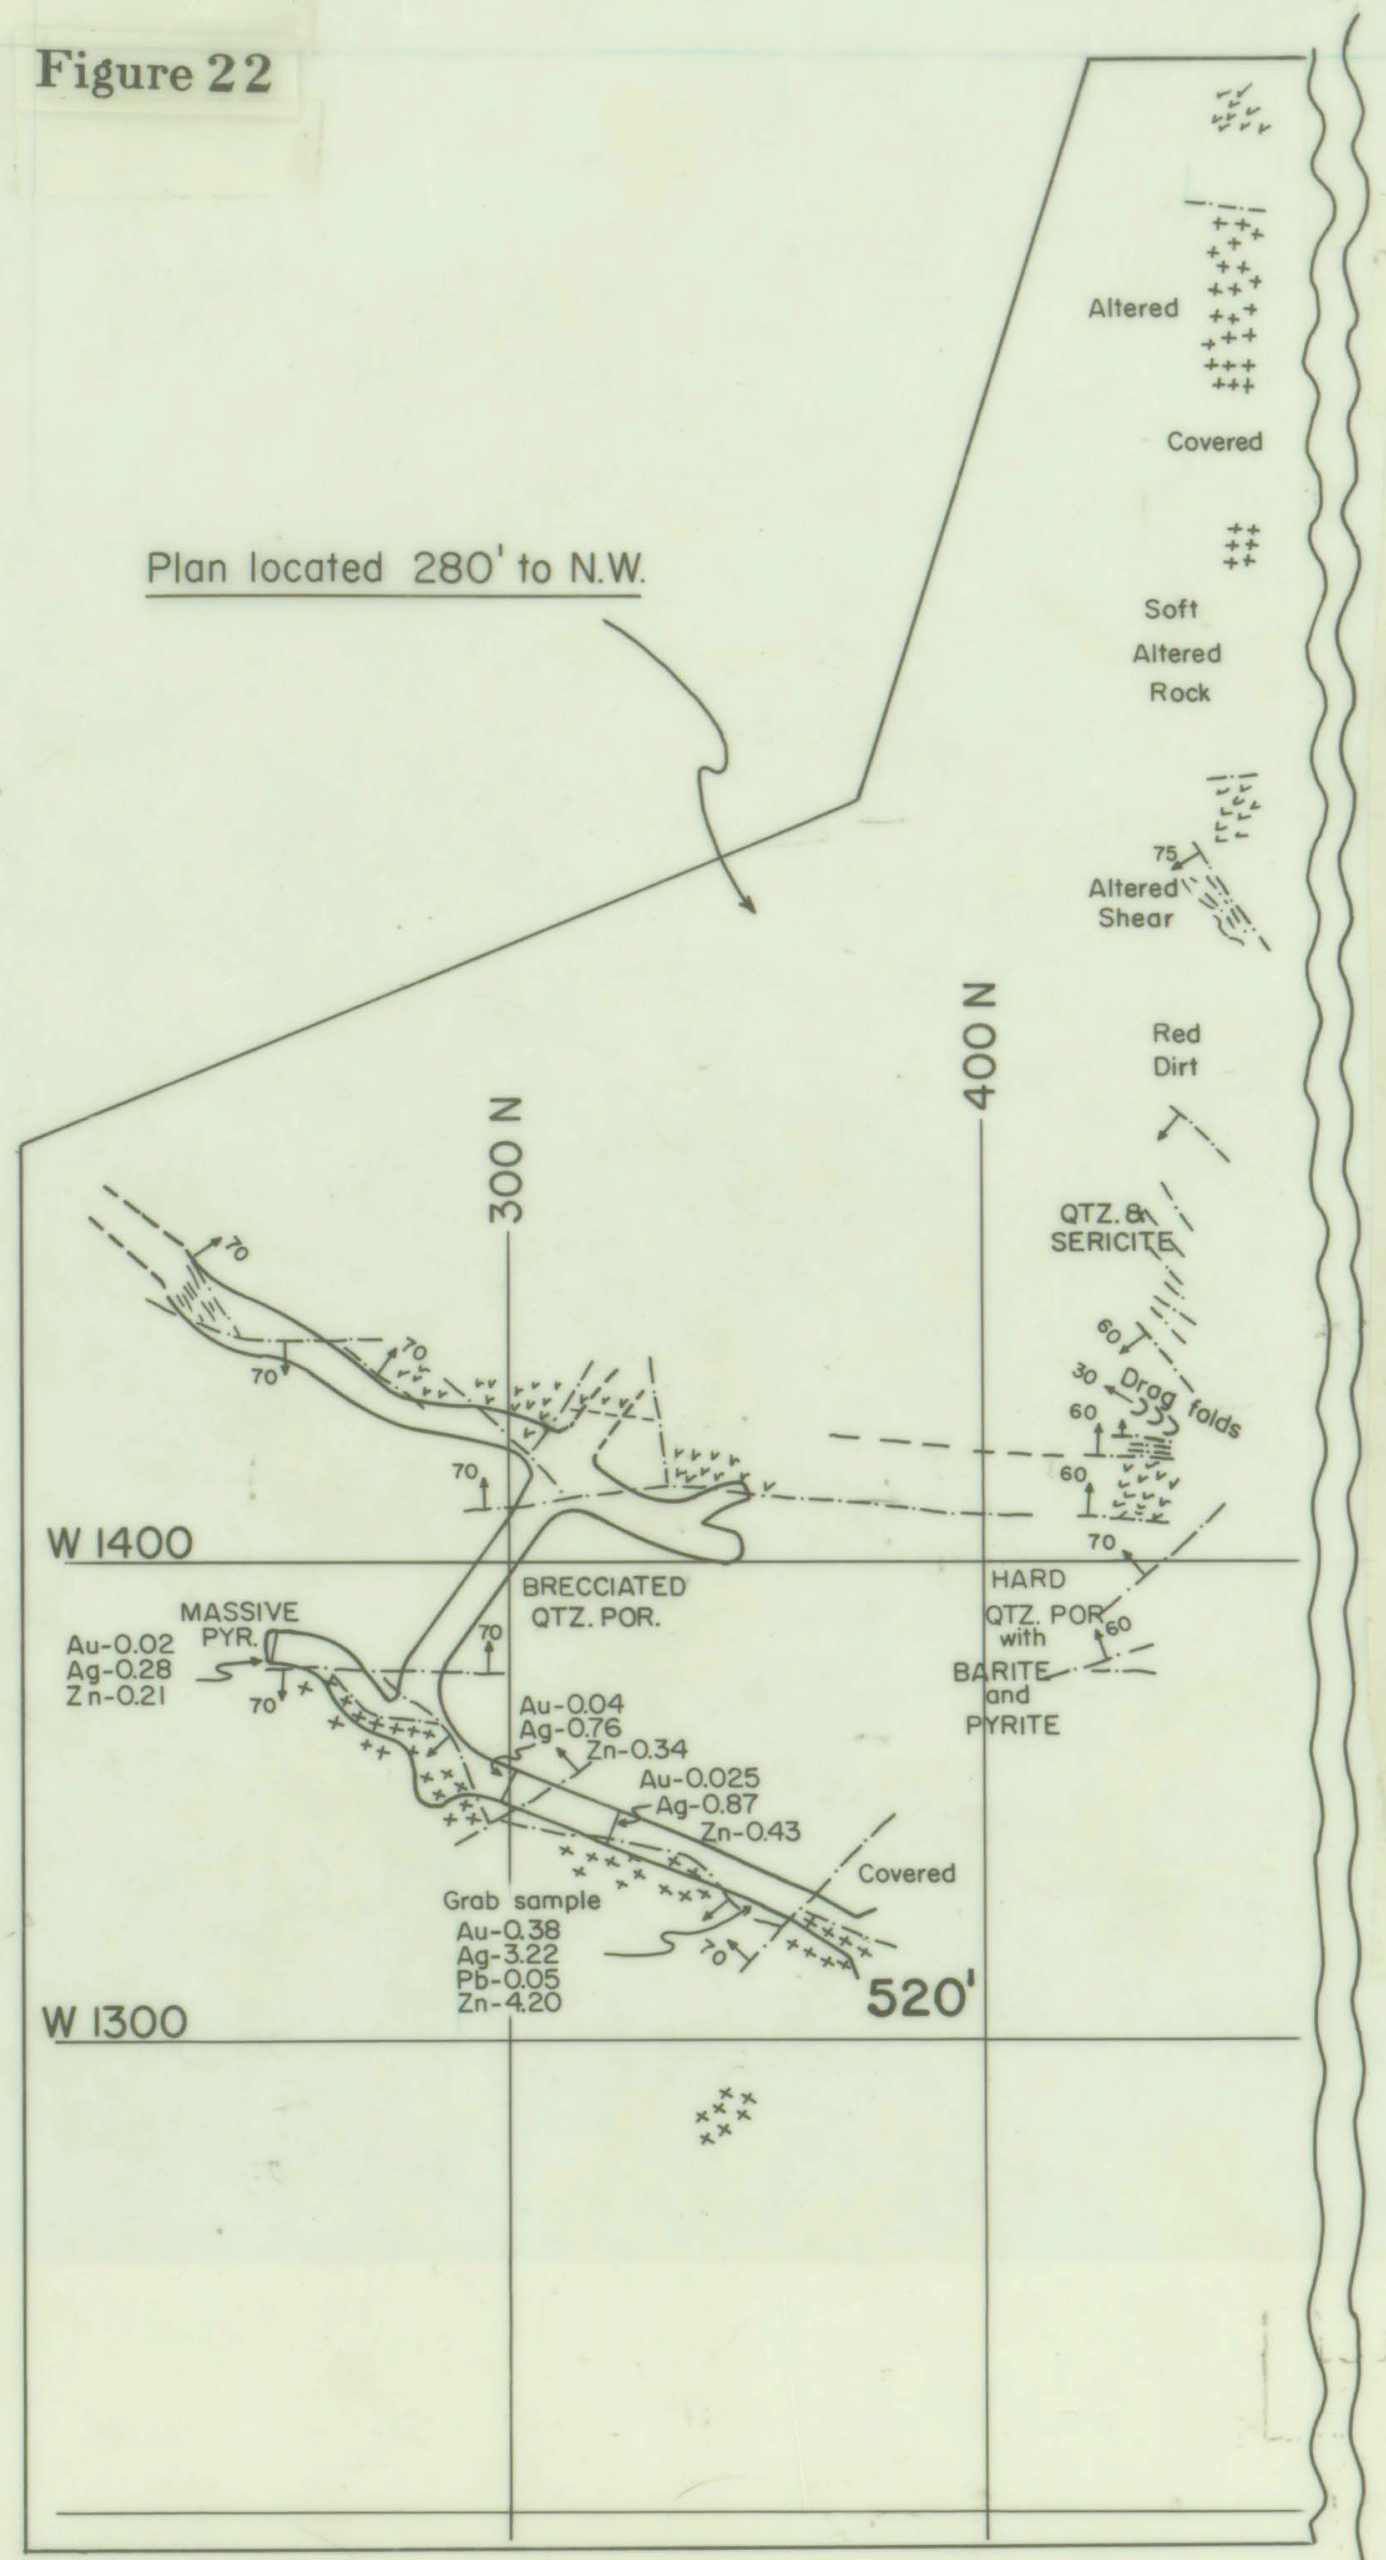 Figure 22
Altered
Covered
Plan located 280' to N.W.
Soft
Altered
Rock
75
Altered
Shear
400 N
Red
Dirt
300 N
QTZ. &
SERICITE
70
60
70
70
30
Drag folds
60
70
60
W 1400
70
HARD
QTZ. POR.
with
60
BARITE
and
PYRITE
BRECCIATED
QTZ. POR.
MASSIVE
PYR.
Au-0.02
Ag-0.28
Zn-0.21
70
70
Au-0.04
Ag-0.76
Zn-0.34
Au-0.025
Ag-0.87
Zn-0.43
Covered
Grab sample
Au-0.38
Ag-3.22
Pb-0.05
Zn-4.20
70
520'
W 1300